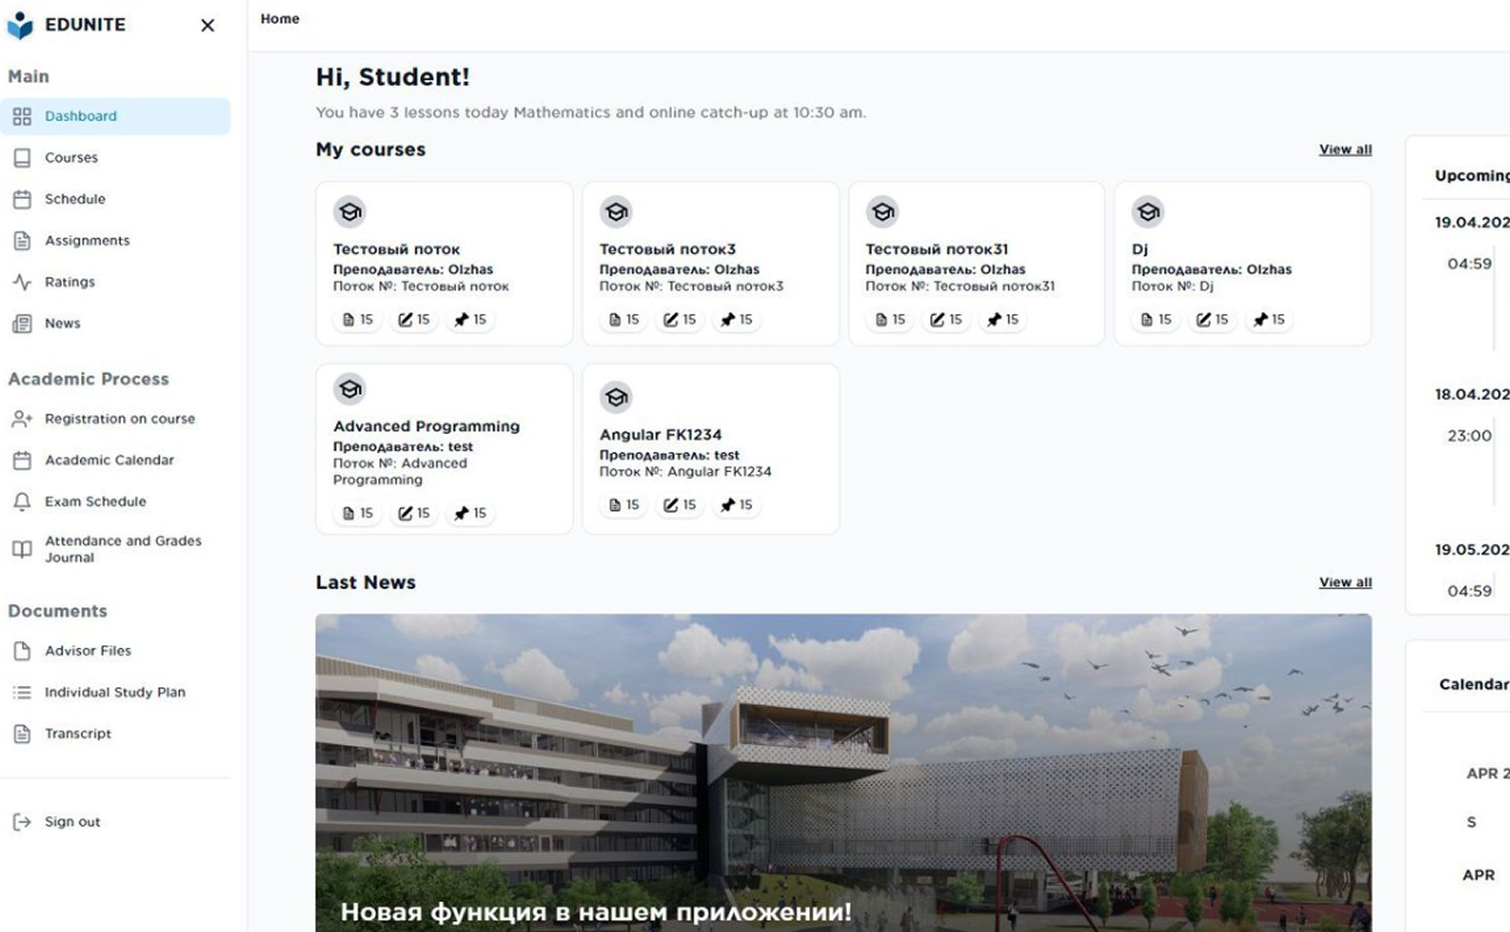 EDUNITE
Main
Dashboard
Courses
Schedule
Assignments
Ratings
News
Academic Process
Registration on course
Academic Calendar
Exam Schedule
Attendance and Grades
Journal
Documents
Advisor Files
Individual Study Plan
Transcript
Sign out
Home
Hi, Student!
You have 3 lessons today Mathematics and online catch-up at 10:30 am.
My courses
View all
Тестовый поток
Преподаватель: Olzhas
Поток №: Тестовый поток
15 15 15
Тестовый поток3
Преподаватель: Olzhas
Поток №: Тестовый поток3
15 15 15
Тестовый поток31
Преподаватель: Olzhas
Поток №: Тестовый поток31
15 15 15
Dj
Преподаватель: Olzhas
Поток №: Dj
15 15 15
Advanced Programming
Преподаватель: test
Поток №: Advanced
Programming
15 15 15
Angular FK1234
Преподаватель: test
Поток №: Angular FK1234
15 15 15
Last News
View all
Новая функция в нашем приложении!
Upcoming
19.04.202
04:59
18.04.202
23:00
19.05.202
04:59
Calendar
APR 2
S
APR